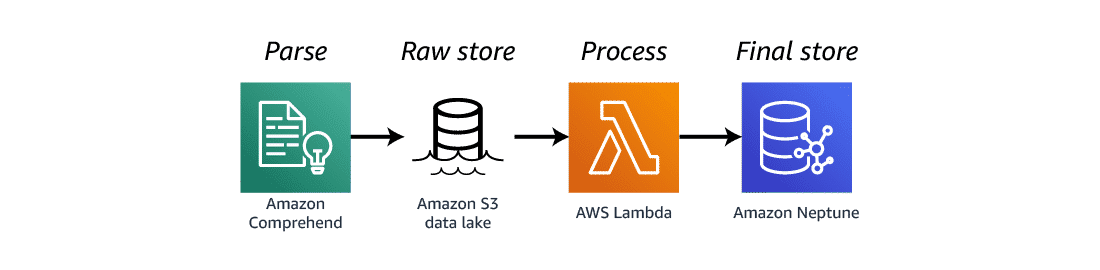 Parse
Raw store
Process
Final store
Amazon
Comprehend
Amazon S3
data lake
AWS Lambda
Amazon Neptune